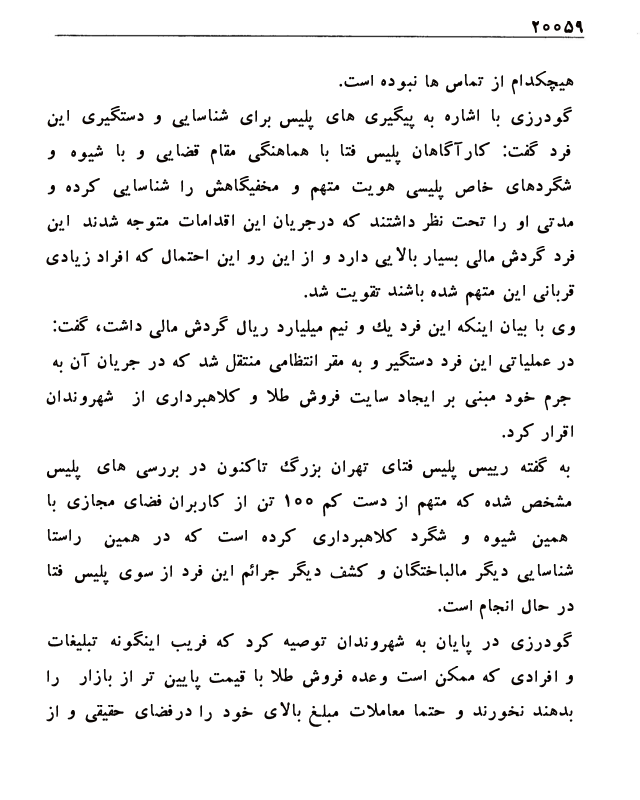 ۲۰۰۵۹
هیچکدام از تماس ها نبوده است.
گودرزی با اشاره به پیگیری های پلیس برای شناسایی و دستگیری این
فرد گفت: کارآگاهان پلیس فتا با هماهنگی مقام قضایی و با شیوه و
شگردهای خاص پلیسی هویت متهم و مخفیگاهش را شناسایی کرده و
مدتی او را تحت نظر داشتند که درجریان این اقدامات متوجه شدند این
فرد گردش مالی بسیار بالایی دارد و از این رو این احتمال که افراد زیادی
قربانی این متهم شده باشند تقویت شد.
وی با بیان اینکه این فرد یك و نیم میلیارد ریال گردش مالی داشت، گفت:
در عملیاتی این فرد دستگیر و به مقر انتظامی منتقل شد که در جریان آن به
جرم خود مبنی بر ایجاد سایت فروش طلا و کلاهبرداری از شهروندان
اقرار کرد.
به گفته رییس پلیس فتای تهران بزرگ تاکنون در بررسی های پلیس
مشخص شده که متهم از دست کم ۱۰۰ تن از کاربران فضای مجازی با
همین شیوه و شگرد کلاهبرداری کرده است که در همین راستا
شناسایی دیگر مالباختگان و کشف دیگر جرائم این فرد از سوی پلیس فتا
در حال انجام است.
گودرزی در پایان به شهروندان توصیه کرد که فریب اینگونه تبلیغات
و افرادی که ممکن است وعده فروش طلا با قیمت پایین تر از بازار را
بدهند نخورند و حتما معاملات مبلغ بالای خود را درفضای حقیقی و از